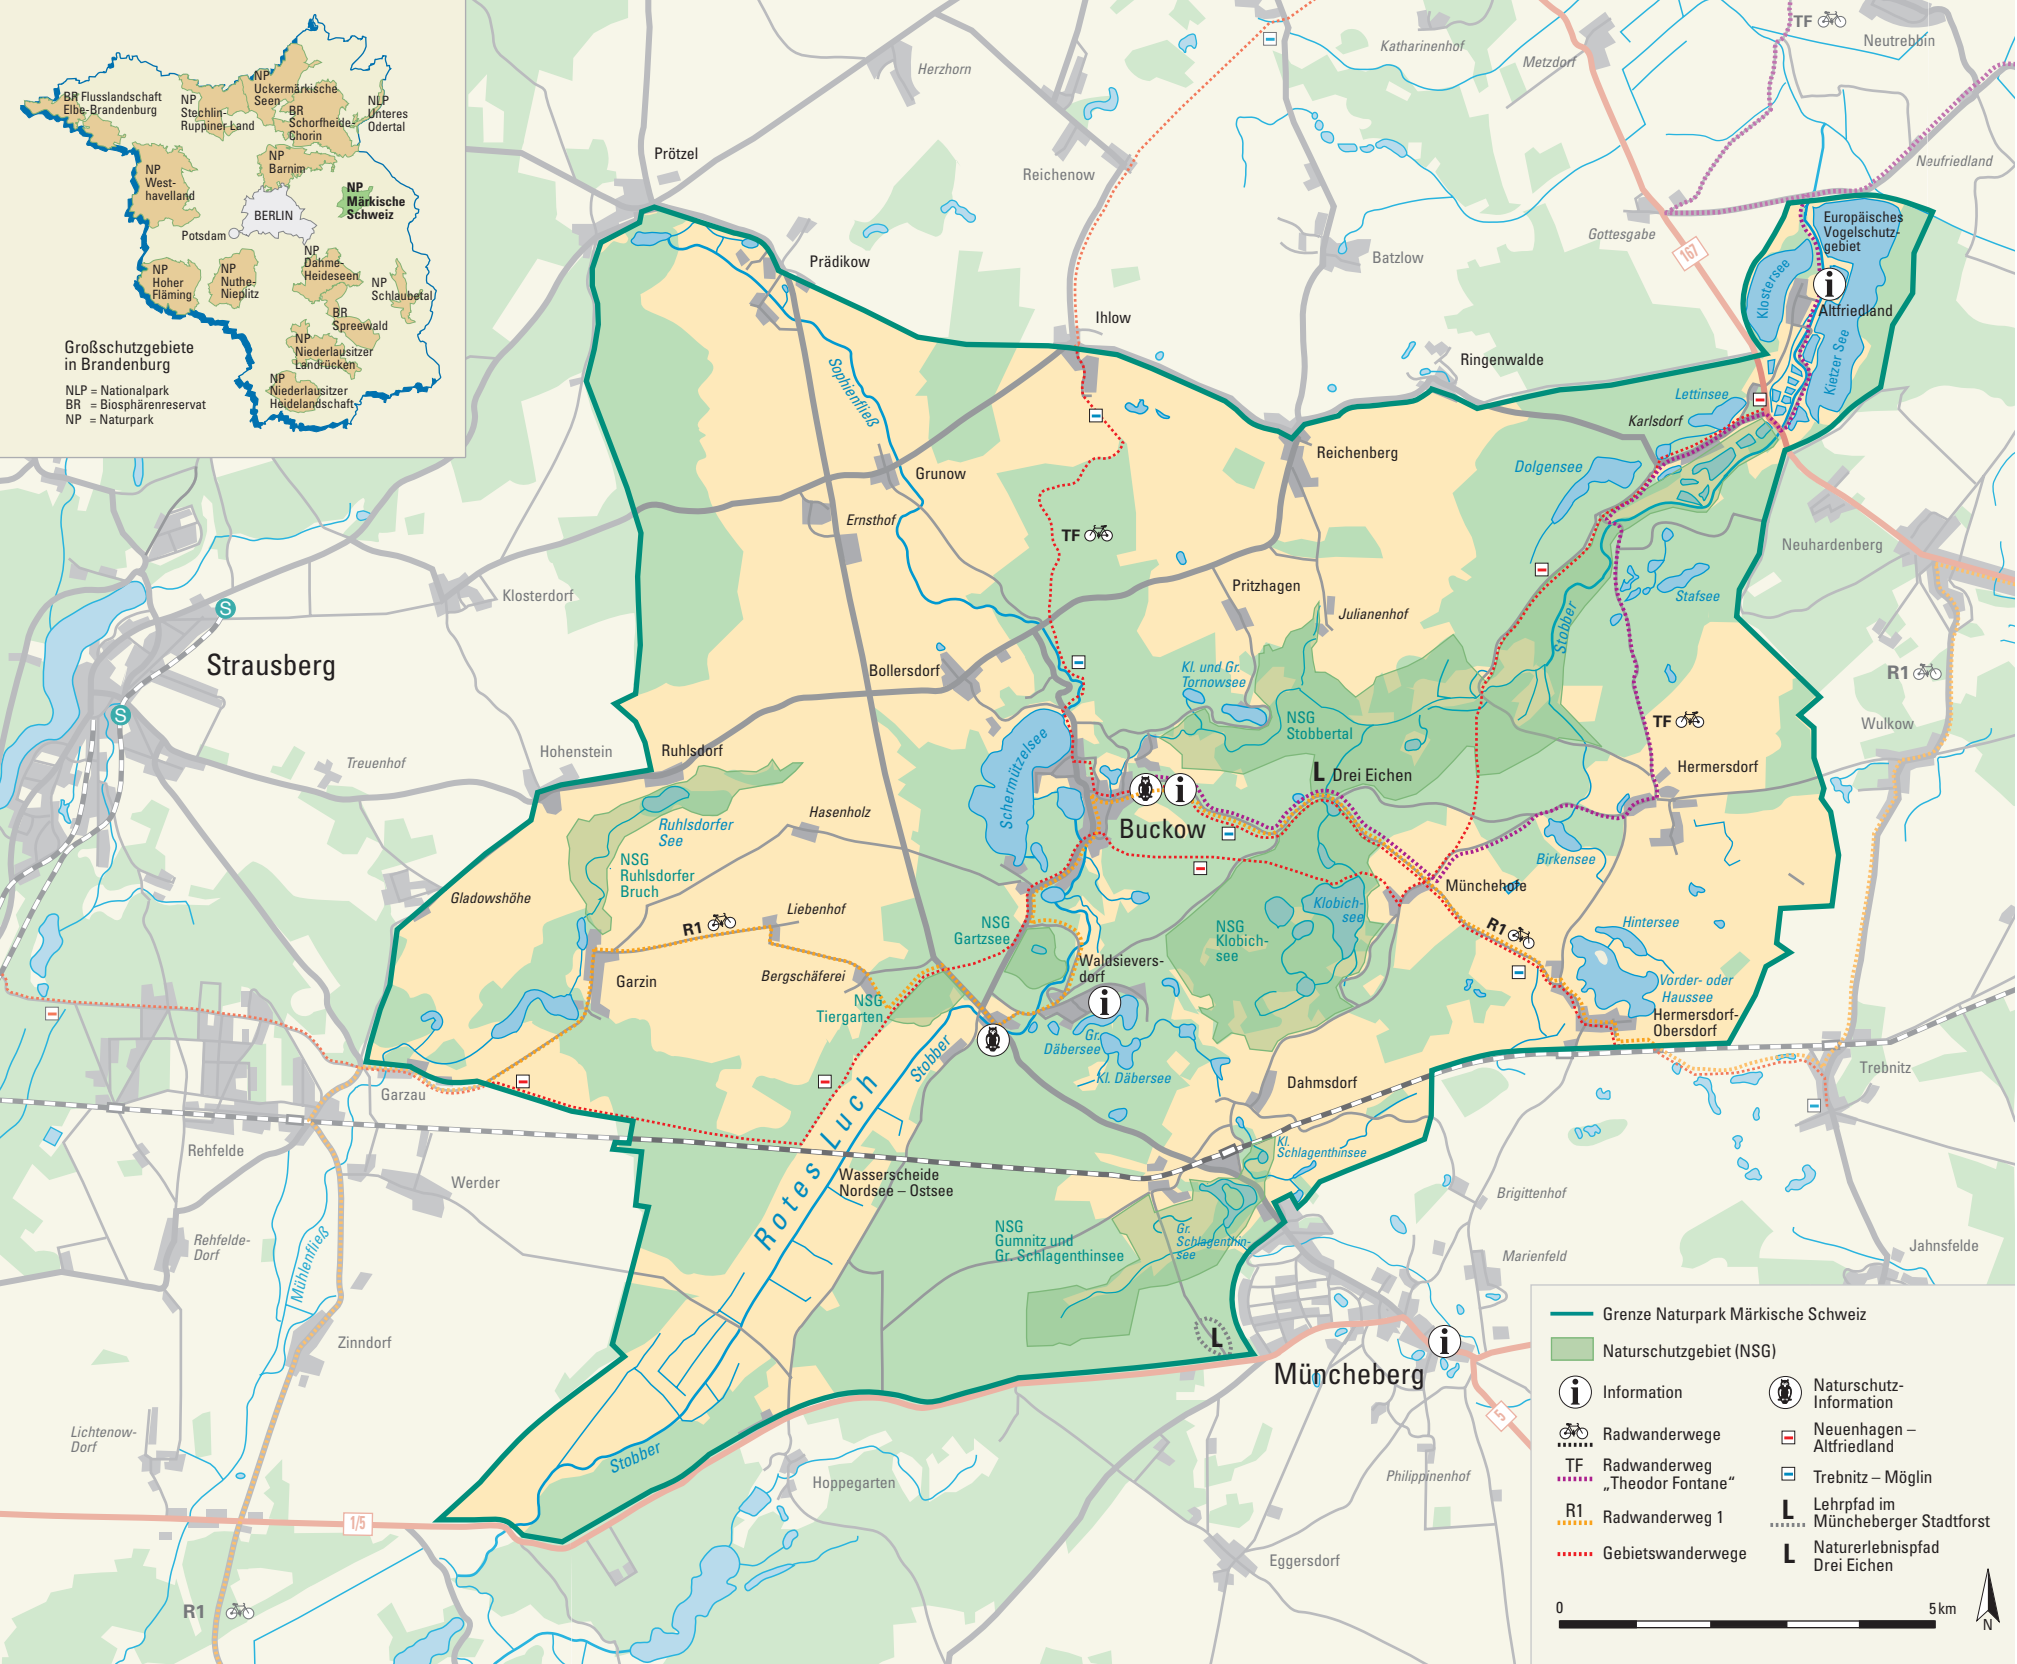 BR Flusslandschaft
Elbe-Brandenburg
NP
Stechlin-
Ruppiner Land
NP
Uckermärkische
Seen
BR
Schorfheide-
Chorin
NLP
Unteres
Odertal
NP
West-
havelland
NP
Barnim
NP
Märkische
Schweiz
BERLIN
Potsdam
NP
Hoher
Fläming
NP
Nuthe-
Nieplitz
NP
Dahme-
Heideseen
NP
Schlaubetal
BR
Spreewald
NP
Niederlausitzer
Landrücken
NP
Niederlausitzer
Heidelandschaft
Großschutzgebiete
in Brandenburg
NLP = Nationalpark
BR = Biosphärenreservat
NP = Naturpark
Herzhorn
Katharinenhof
Metzdorf
TF
Neutrebbin
Prötzel
Reichenow
Neufriedland
Gottesgabe
167
Batzlow
Prädikow
Europäisches
Vogelschutz-
gebiet
Klostersee
i
Altfriedland
Kietzer See
Ihlow
Ringenwalde
Sophienfließ
Lettinsee
Karlsdorf
Reichenberg
Dolgensee
Grunow
Ernsthof
TF
Neuhardenberg
Klosterdorf
S
Pritzhagen
Julianenhof
Stafsee
Stobber
Strausberg
Bollersdorf
Kl. und Gr.
Tornowsee
R1
S
NSG
Stobbertal
TF
Wulkow
Hohenstein
Ruhlsdorf
Treuenhof
Schermützelsee
L
Drei Eichen
Hermersdorf
i
Buckow
Hasenholz
Ruhlsdorfer
See
NSG
Ruhlsdorfer
Bruch
Birkensee
Gladowshöhe
Münchehofe
Liebenhof
R1
NSG
Gartzsee
Klobich-
see
NSG
Klobich-
see
R1
Hintersee
Garzin
Bergschäferei
Waldsievers-
dorf
i
NSG
Tiergarten
Vorder- oder
Haussee
Hermersdorf-
Obersdorf
Gr.
Däbersee
Stobber
Kl. Däbersee
Dahmsdorf
Trebnitz
Garzau
Rehfelde
Kl.
Schlagenthinsee
Werder
Wasserscheide
Nordsee – Ostsee
Rotes Luch
Brigittenhof
NSG
Gumnitz und
Gr. Schlagenthinsee
Gr.
Schlagenthin-
see
Rehfelde-
Dorf
Mühlenfließ
Marienfeld
Jahnsfelde
Zinndorf
L
i
Müncheberg
5
Lichtenow-
Dorf
Stobber
Hoppegarten
Philippinenhof
1/5
Eggersdorf
R1
Grenze Naturpark Märkische Schweiz
Naturschutzgebiet (NSG)
i
Information
Naturschutz-
Information
Radwanderwege
Neuenhagen –
Altfriedland
TF
Radwanderweg
„Theodor Fontane“
Trebnitz – Möglin
R1
Radwanderweg 1
L
Lehrpfad im
Müncheberger Stadtforst
Gebietswanderwege
L
Naturerlebnispfad
Drei Eichen
0
5 km
N